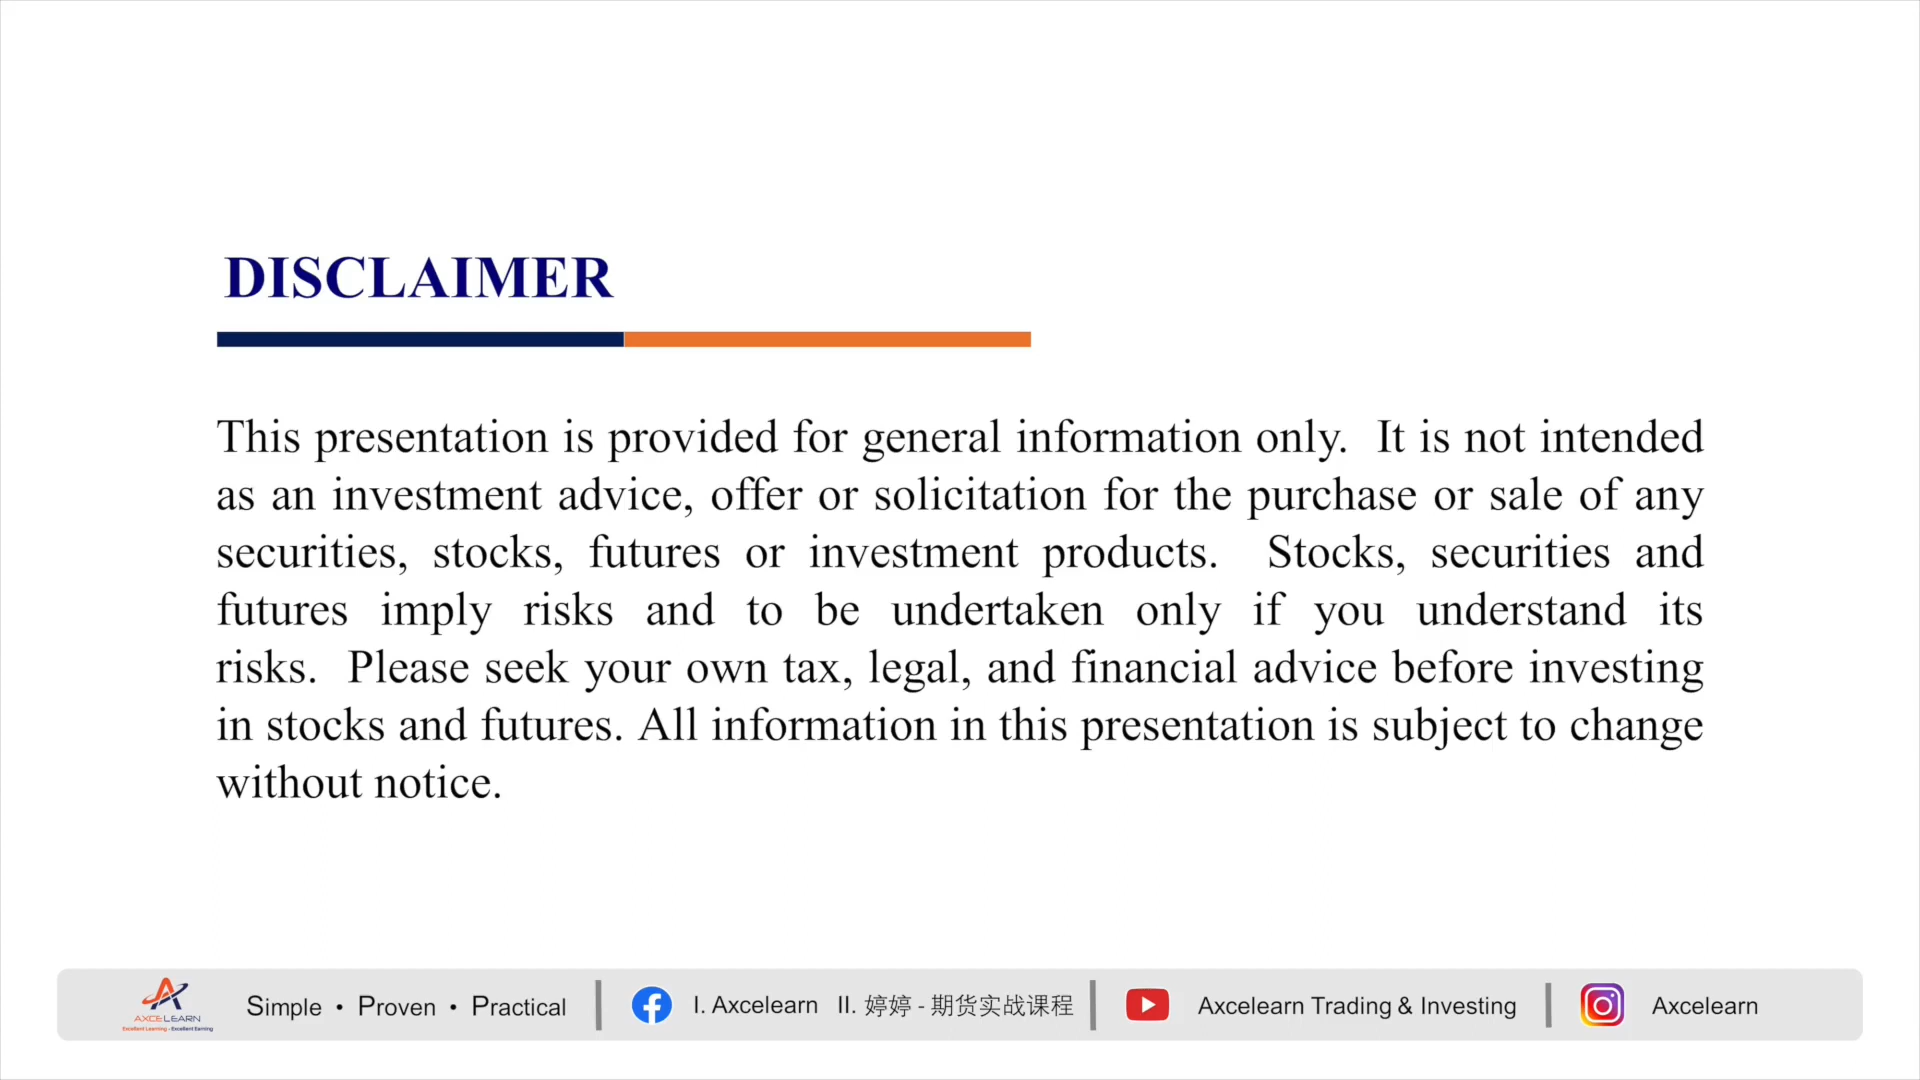 DISCLAIMER
This presentation is provided for general information only. It is not intended
as an investment advice, offer or solicitation for the purchase or sale of any
securities, stocks, futures or investment products. Stocks, securities and
futures imply risks and to be undertaken only if you understand its
risks. Please seek your own tax, legal, and financial advice before investing
in stocks and futures. All information in this presentation is subject to change
without notice.
AXCELEARN
Excellent Learning - Excellent Earning
Simple • Proven • Practical
I. Axcelearn II. 婷婷 - 期货实战课程
Axcelearn Trading & Investing
Axcelearn